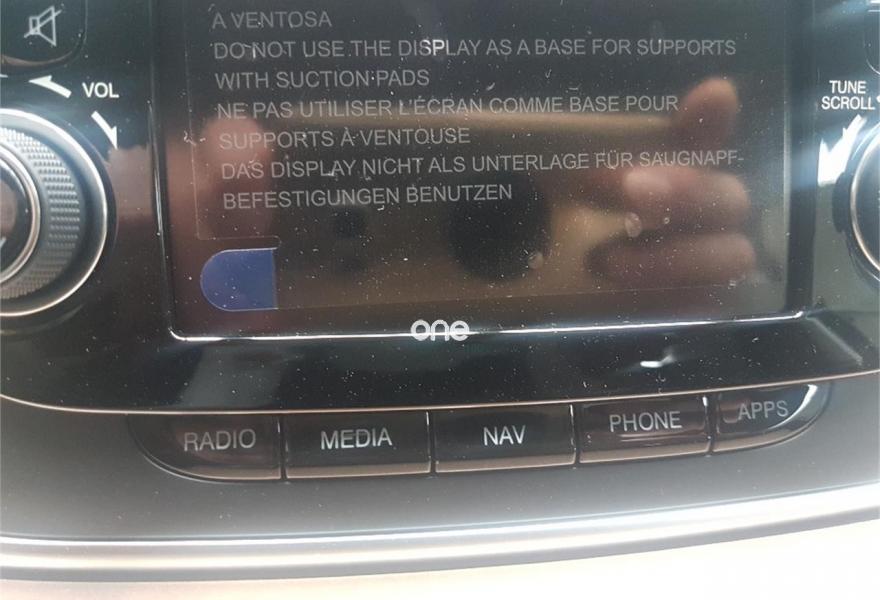 A VENTOSA
DO NOT USE THE DISPLAY AS A BASE FOR SUPPORTS
WITH SUCTION PADS
NE PAS UTILISER L'ÉCRAN COMME BASE POUR
SUPPORTS À VENTOUSE
DAS DISPLAY NICHT ALS UNTERLAGE FÜR SAUGNAPF-
BEFESTIGUNGEN BENUTZEN
VOL
TUNE
SCROLL
one
RADIO
MEDIA
NAV
PHONE
APPS